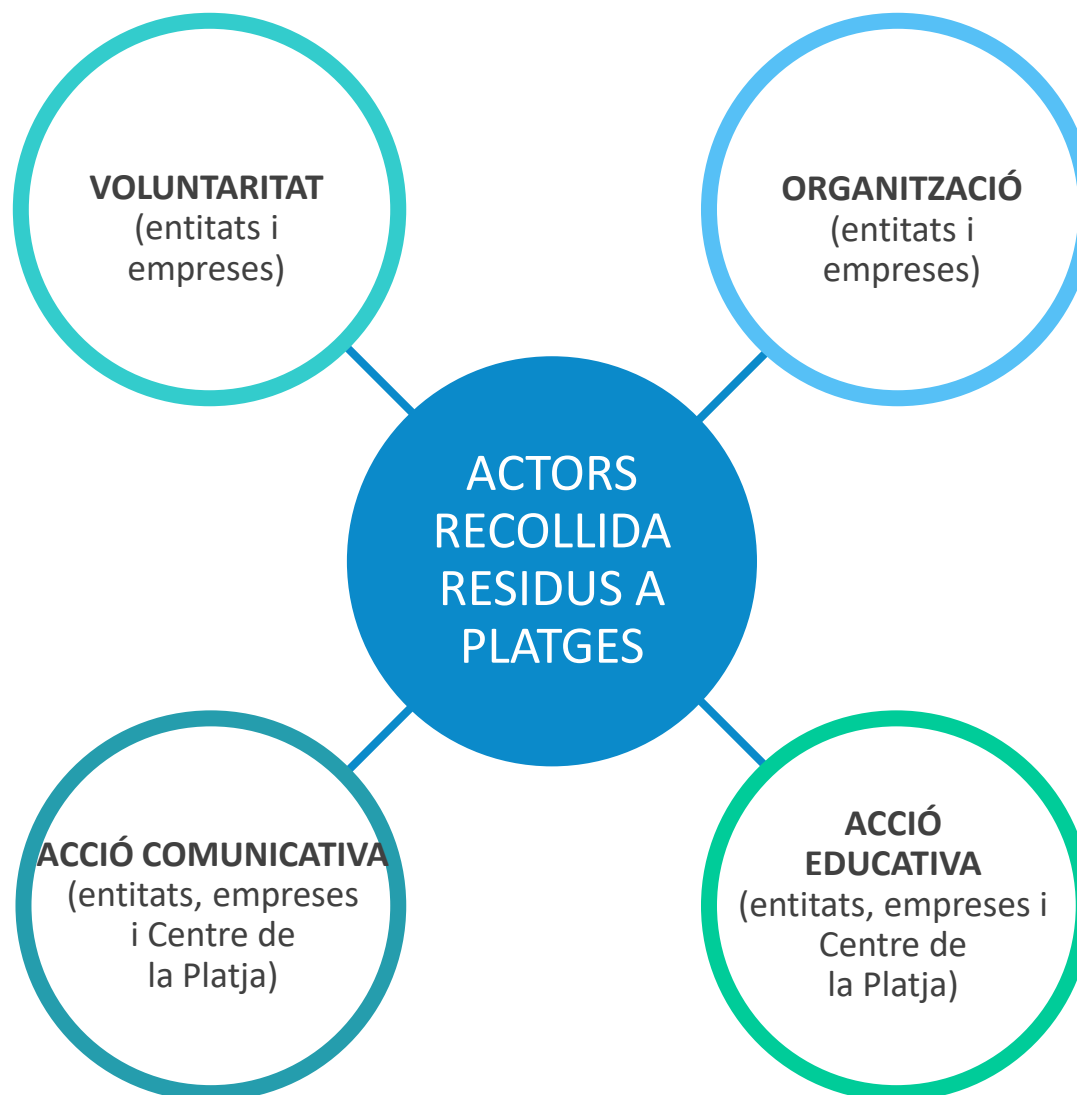 VOLUNTARITAT
(entitats i
empreses)
ORGANITZACIÓ
(entitats i
empreses)
ACTORS
RECOLLIDA
RESIDUS A
PLATGES
ACCIÓ COMUNICATIVA
(entitats, empreses
i Centre de
la Platja)
ACCIÓ
EDUCATIVA
(entitats, empreses i
Centre de
la Platja)